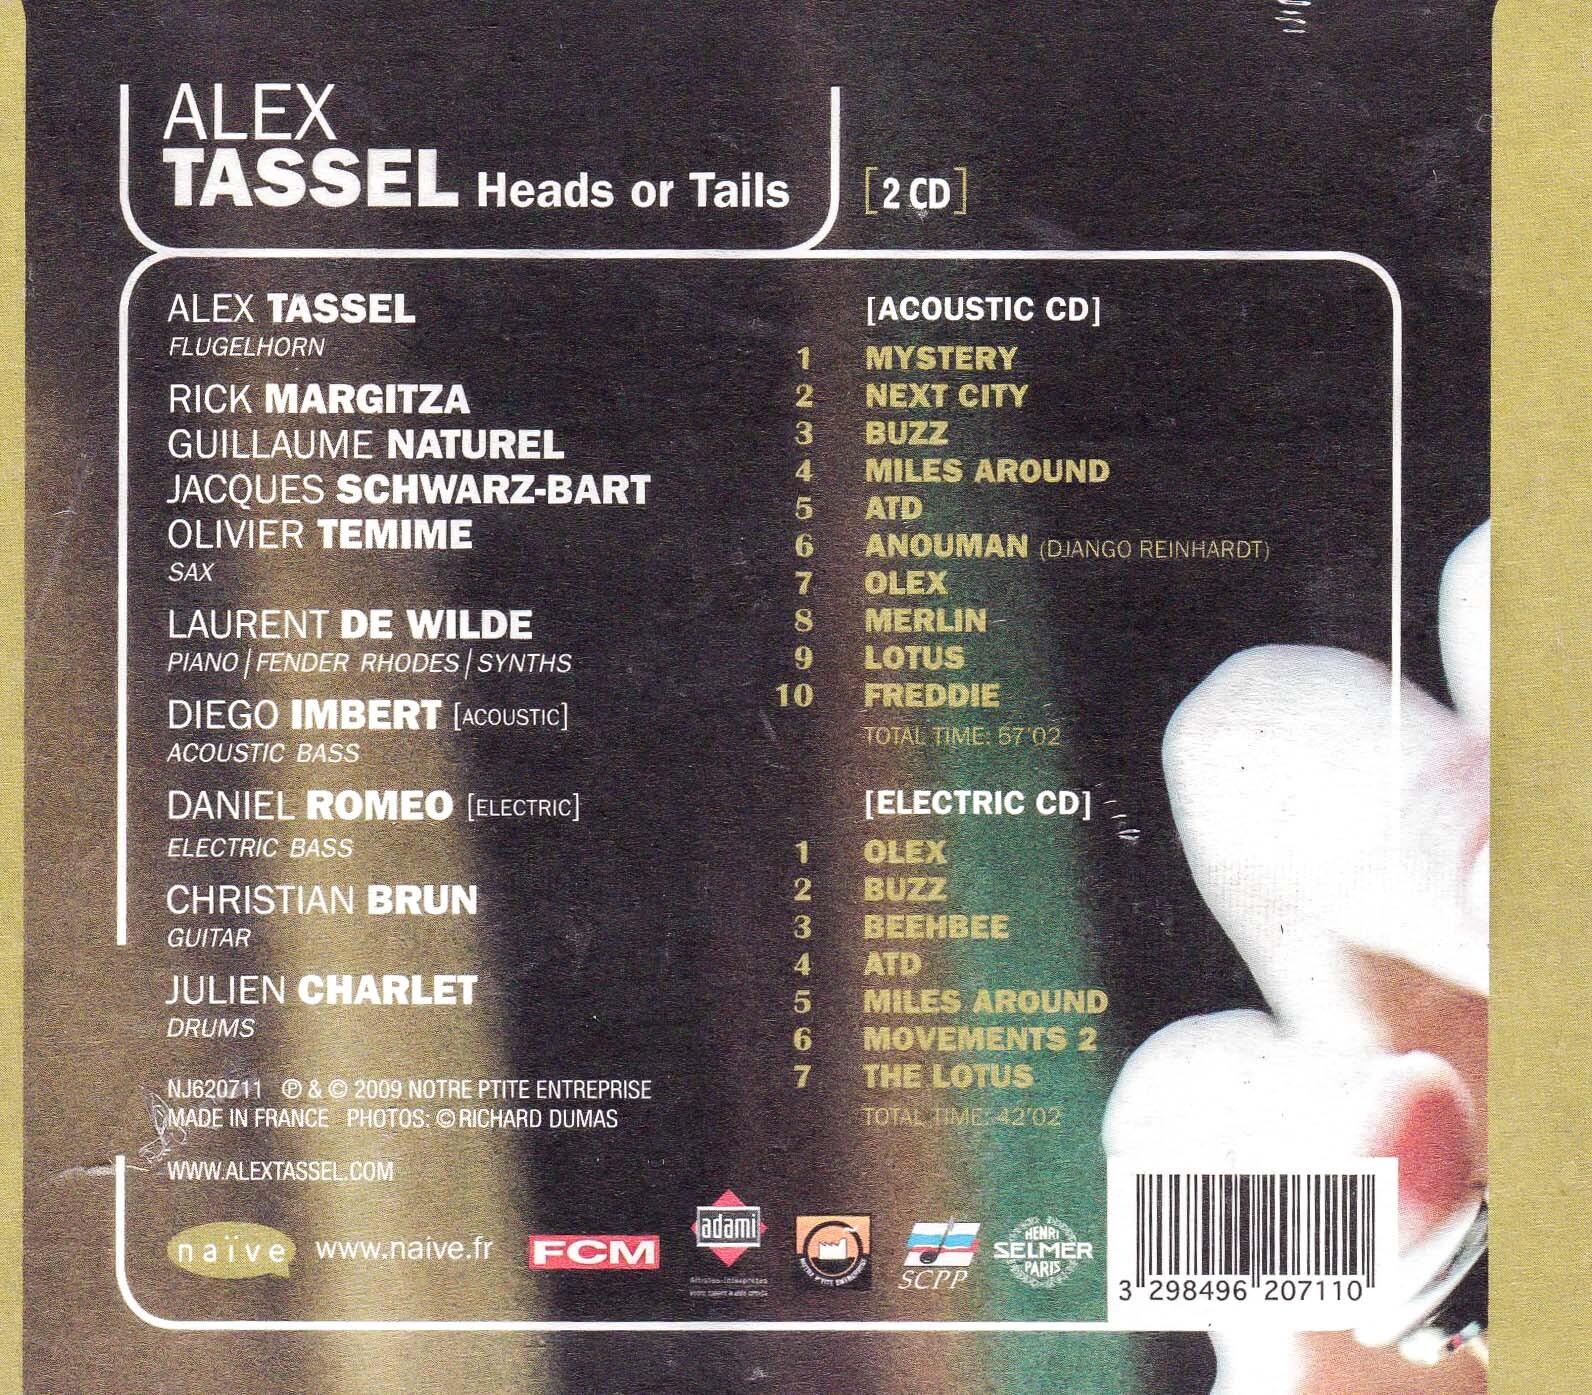 ALEX
TASSEL Heads or Tails
[2 CD]
ALEX TASSEL
FLUGELHORN
RICK MARGITZA
GUILLAUME NATUREL
JACQUES SCHWARZ-BART
OLIVIER TEMIME
SAX
LAURENT DE WILDE
PIANO | FENDER RHODES | SYNTHS
DIEGO IMBERT [ACOUSTIC]
ACOUSTIC BASS
DANIEL ROMEO [ELECTRIC]
ELECTRIC BASS
CHRISTIAN BRUN
GUITAR
JULIEN CHARLET
DRUMS
NJ620711 ℗ & © 2009 NOTRE PTITE ENTREPRISE
MADE IN FRANCE PHOTOS: © RICHARD DUMAS
WWW.ALEXTASSEL.COM
[ACOUSTIC CD]
1 MYSTERY
2 NEXT CITY
3 BUZZ
4 MILES AROUND
5 ATD
6 ANOUMAN (DJANGO REINHARDT)
7 OLEX
8 MERLIN
9 LOTUS
10 FREDDIE
TOTAL TIME: 57'02
[ELECTRIC CD]
1 OLEX
2 BUZZ
3 BEEHBEE
4 ATD
5 MILES AROUND
6 MOVEMENTS 2
7 THE LOTUS
TOTAL TIME: 42'02
naïve www.naive.fr
FCM
adami
Artistes-Interprètes
NOTRE P'TITE ENTREPRISE
SCPP
HENRI
SELMER
PARIS
3 298496 207110